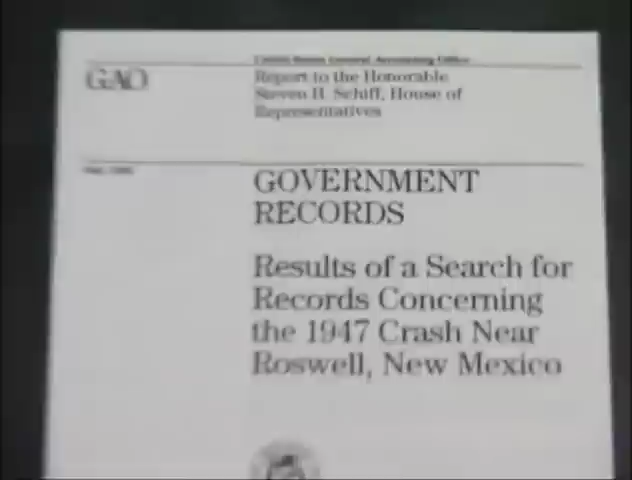 United States General Accounting Office
GAO
Report to the Honorable
Steven H. Schiff, House of
Representatives
GOVERNMENT
RECORDS
Results of a Search for
Records Concerning
the 1947 Crash Near
Roswell, New Mexico